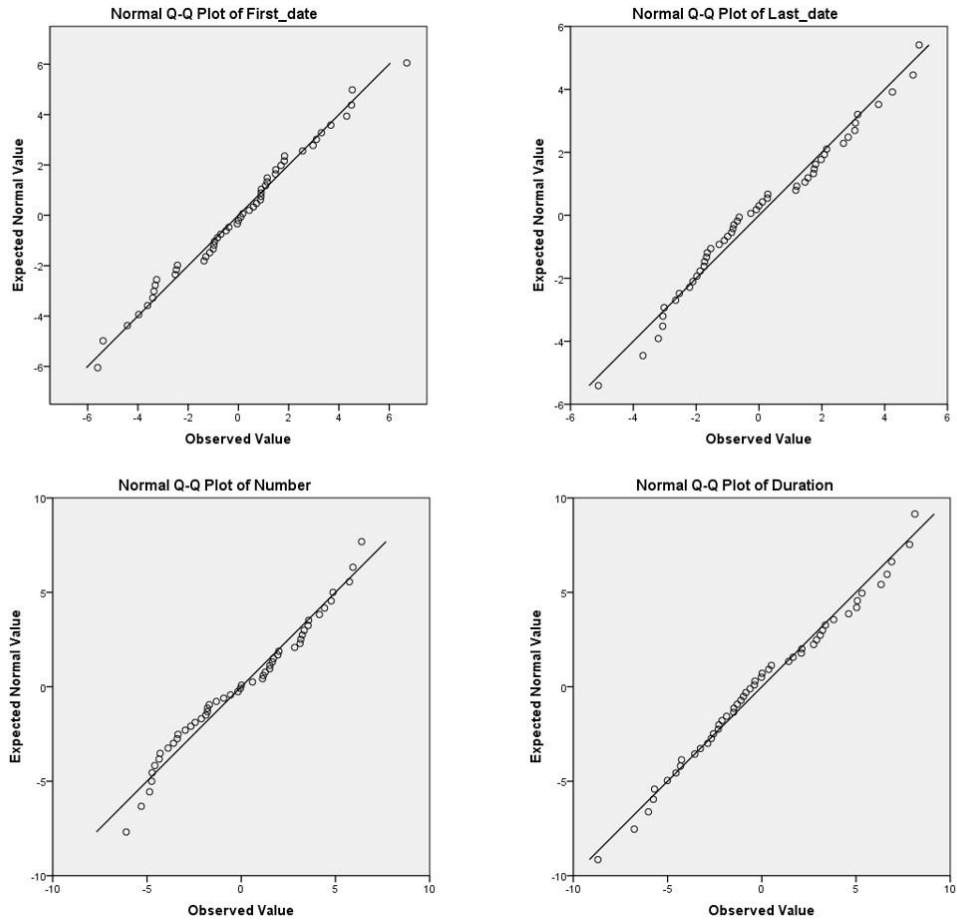 Normal Q-Q Plot of First_date
Expected Normal Value
6
4
2
0
-2
-4
-6
-6 -4 -2 0 2 4 6
Observed Value
Normal Q-Q Plot of Last_date
Expected Normal Value
6
4
2
0
-2
-4
-6
-6 -4 -2 0 2 4 6
Observed Value
Normal Q-Q Plot of Number
Expected Normal Value
10
5
0
-5
-10
-10 -5 0 5 10
Observed Value
Normal Q-Q Plot of Duration
Expected Normal Value
10
5
0
-5
-10
-10 -5 0 5 10
Observed Value